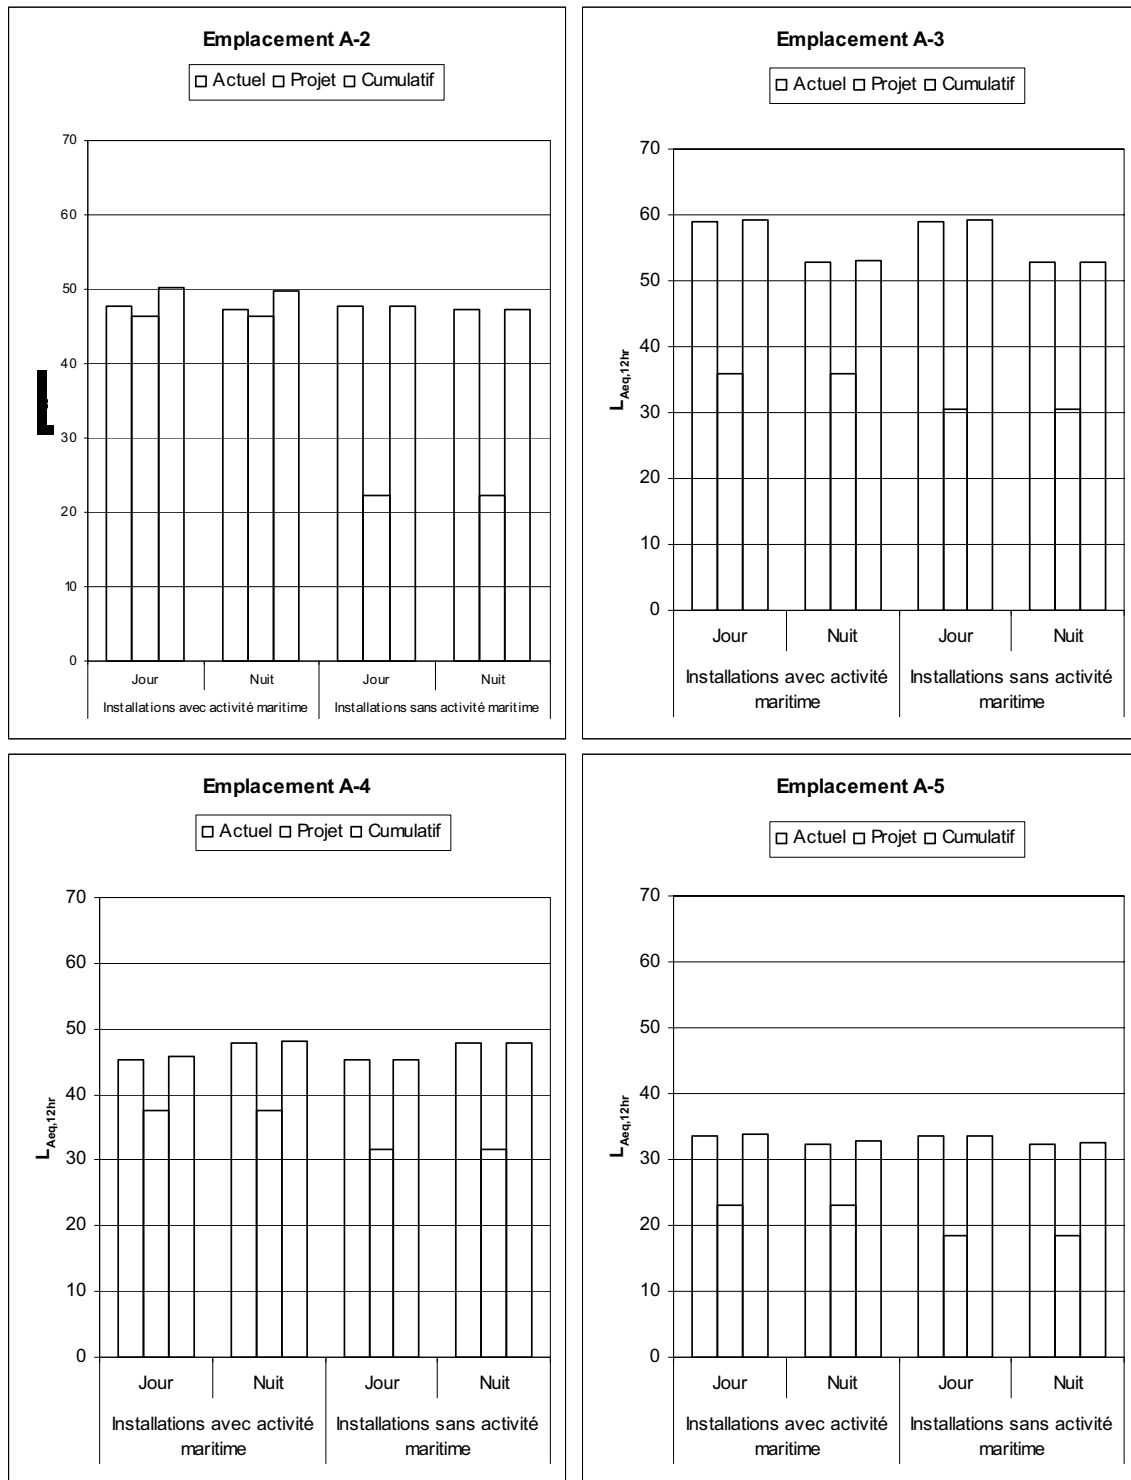 Emplacement A-2
Actuel Projet Cumulatif
70
60
50
40
30
20
10
0
Jour Nuit Jour Nuit
Installations avec activité maritime Installations sans activité maritime
Emplacement A-3
Actuel Projet Cumulatif
L_Aeq,12hr
70
60
50
40
30
20
10
0
Jour Nuit Jour Nuit
Installations avec activité Installations sans activité
maritime maritime
Emplacement A-4
Actuel Projet Cumulatif
L_Aeq,12hr
70
60
50
40
30
20
10
0
Jour Nuit Jour Nuit
Installations avec activité Installations sans activité
maritime maritime
Emplacement A-5
Actuel Projet Cumulatif
L_Aeq,12hr
70
60
50
40
30
20
10
0
Jour Nuit Jour Nuit
Installations avec activité Installations sans activité
maritime maritime